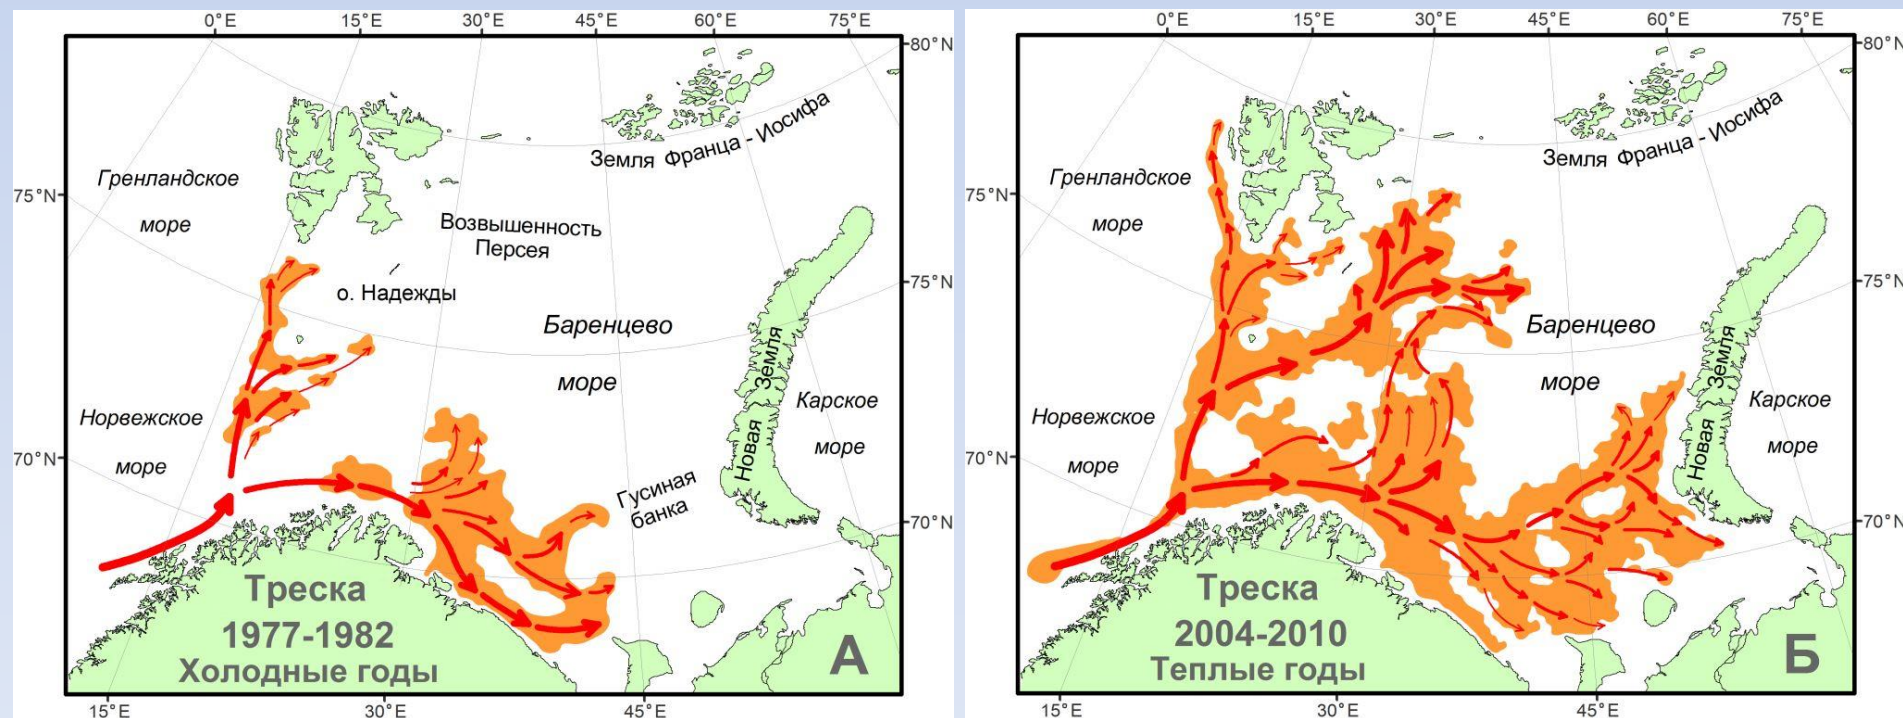 0°E 15°E 30°E 45°E 60°E 75°E
80°N
75°N
75°N
70°N
70°N
Гренландское
море
Земля Франца - Иосифа
Возвышенность
Персея
о. Надежды
Баренцево
море
Новая Земля
Карское
море
Норвежское
море
Гусиная
банка
Треска
1977-1982
Холодные годы
А
15°E 30°E 45°E
0°E 15°E 30°E 45°E 60°E 75°E
80°N
75°N
75°N
70°N
70°N
Гренландское
море
Земля Франца - Иосифа
Баренцево
море
Новая Земля
Карское
море
Норвежское
море
Треска
2004-2010
Теплые годы
Б
15°E 30°E 45°E